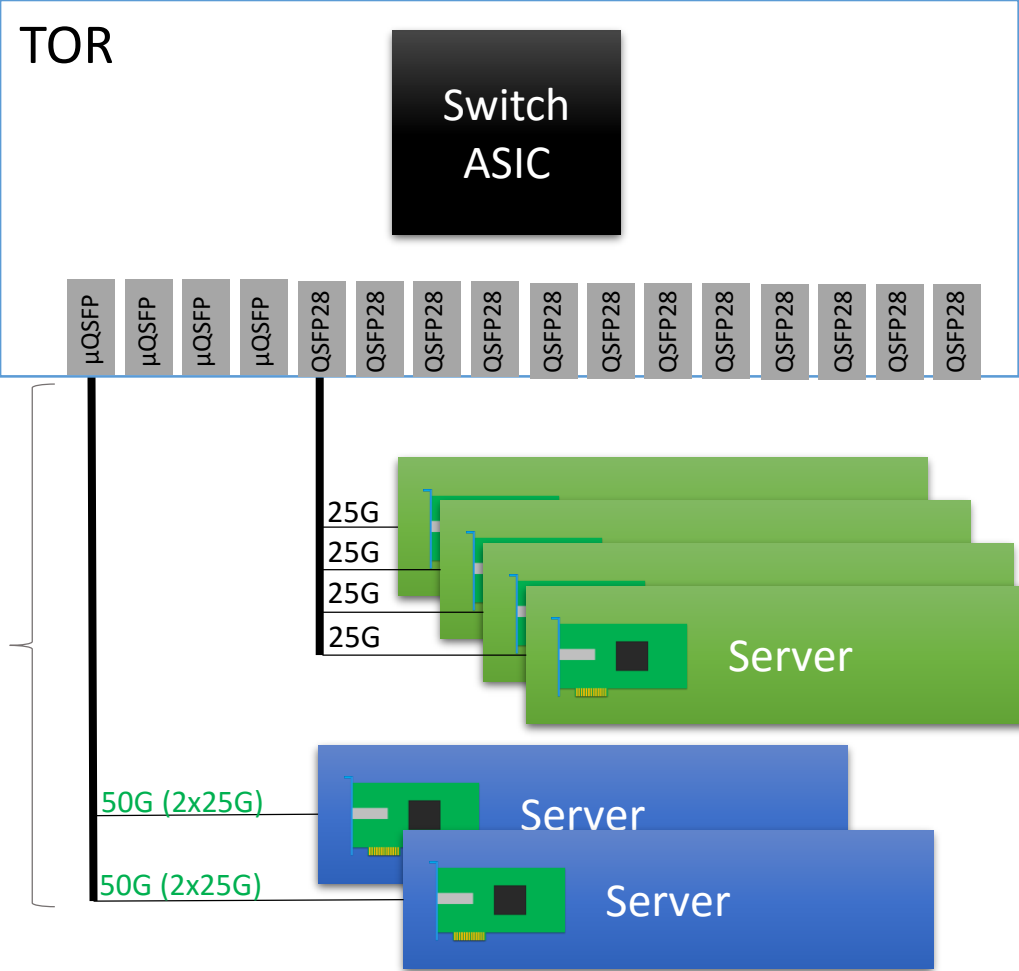 TOR
Switch
ASIC
µQSFP
µQSFP
µQSFP
µQSFP
QSFP28
QSFP28
QSFP28
QSFP28
QSFP28
QSFP28
QSFP28
QSFP28
QSFP28
QSFP28
QSFP28
QSFP28
25G
25G
25G
25G
Server
50G (2x25G)
Server
50G (2x25G)
Server